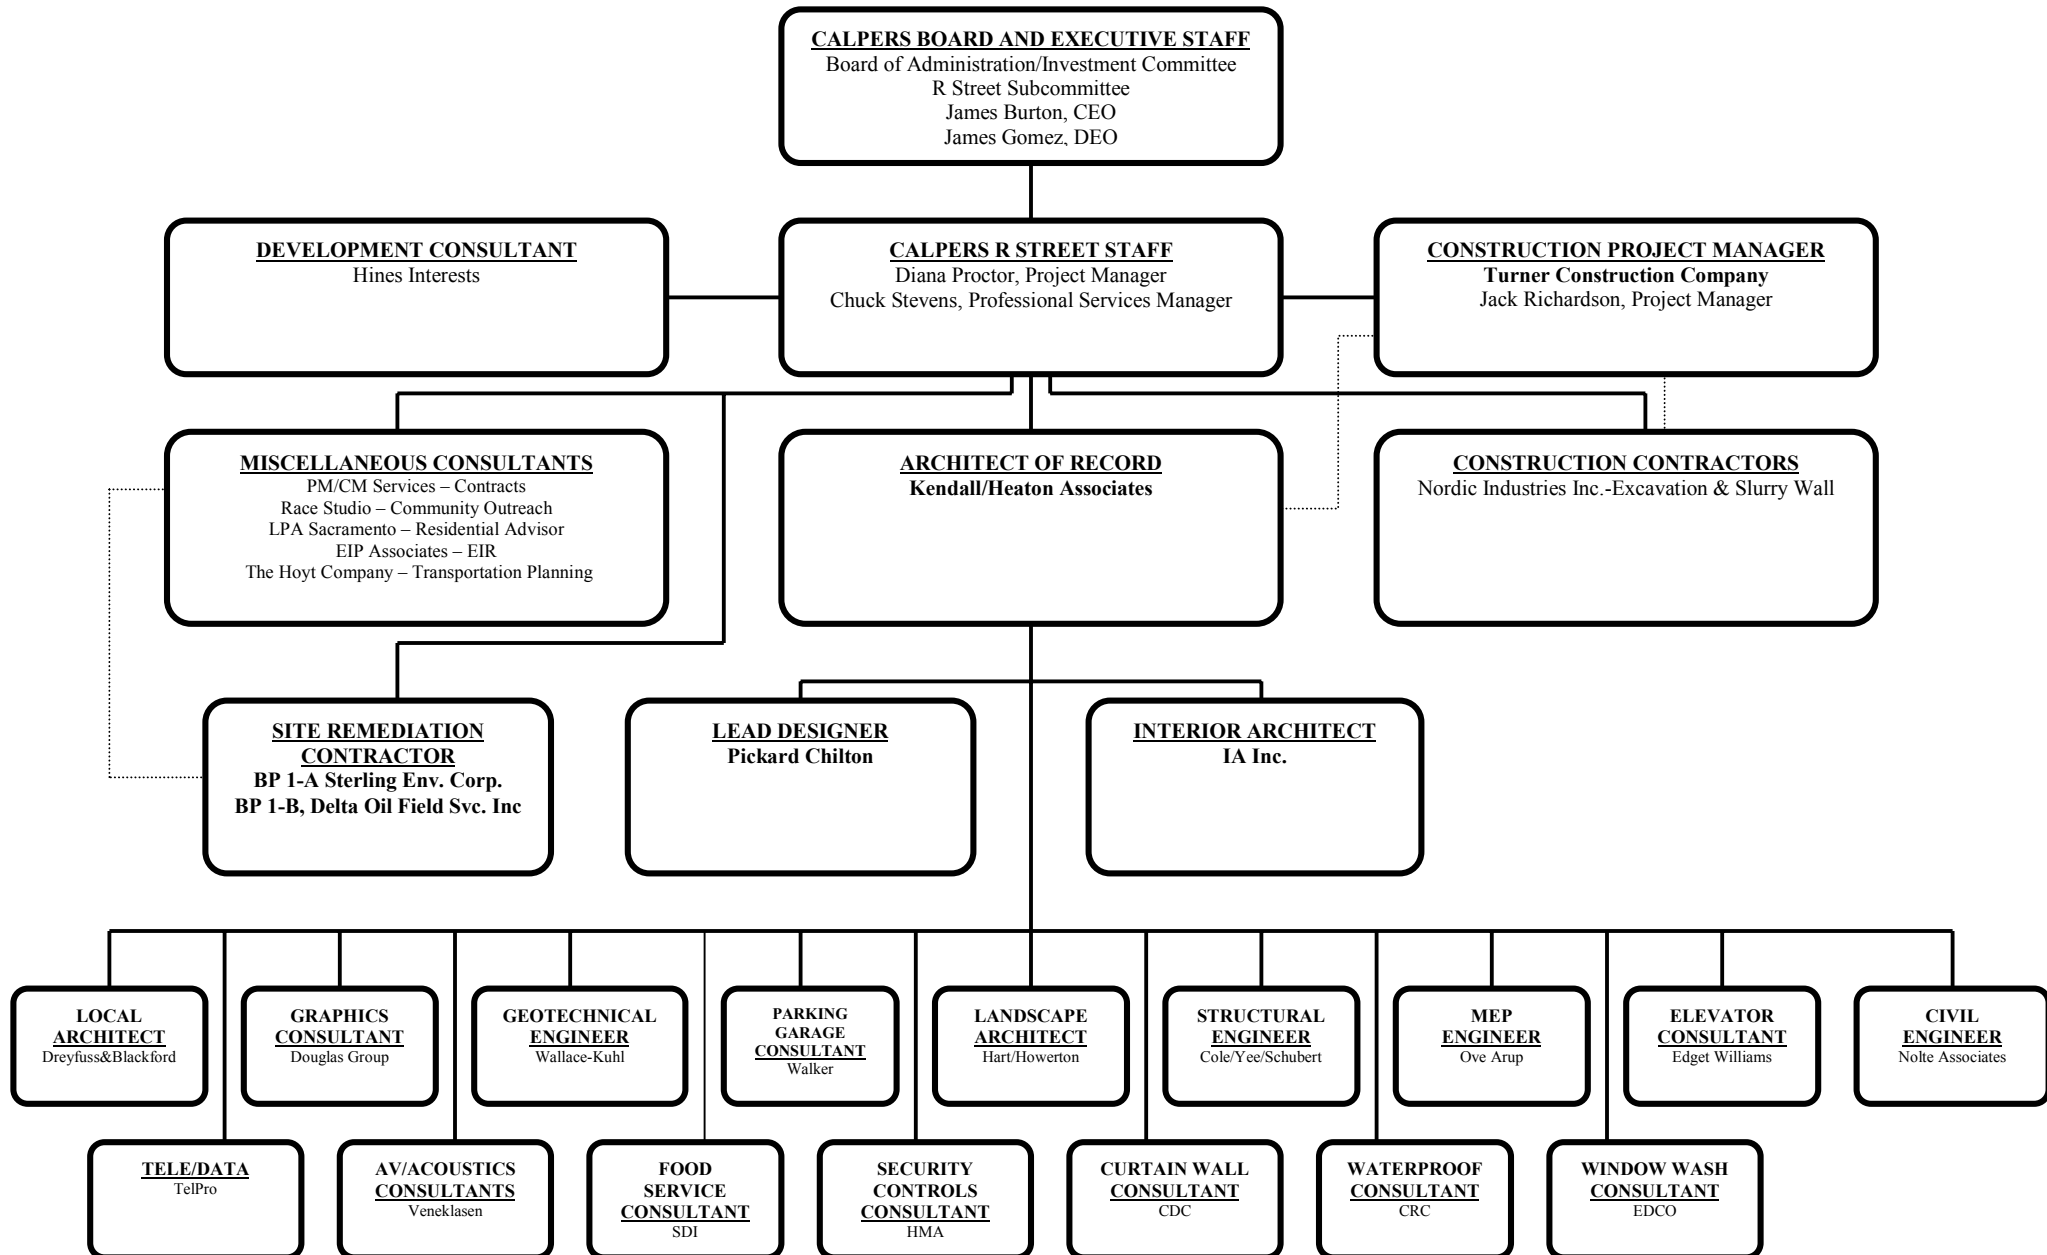 CALPERS BOARD AND EXECUTIVE STAFF
Board of Administration/Investment Committee
R Street Subcommittee
James Burton, CEO
James Gomez, DEO
DEVELOPMENT CONSULTANT
Hines Interests
CALPERS R STREET STAFF
Diana Proctor, Project Manager
Chuck Stevens, Professional Services Manager
CONSTRUCTION PROJECT MANAGER
Turner Construction Company
Jack Richardson, Project Manager
MISCELLANEOUS CONSULTANTS
PM/CM Services – Contracts
Race Studio – Community Outreach
LPA Sacramento – Residential Advisor
EIP Associates – EIR
The Hoyt Company – Transportation Planning
ARCHITECT OF RECORD
Kendall/Heaton Associates
CONSTRUCTION CONTRACTORS
Nordic Industries Inc.-Excavation & Slurry Wall
SITE REMEDIATION
CONTRACTOR
BP 1-A Sterling Env. Corp.
BP 1-B, Delta Oil Field Svc. Inc
LEAD DESIGNER
Pickard Chilton
INTERIOR ARCHITECT
IA Inc.
LOCAL
ARCHITECT
Dreyfuss&Blackford
GRAPHICS
CONSULTANT
Douglas Group
GEOTECHNICAL
ENGINEER
Wallace-Kuhl
PARKING
GARAGE
CONSULTANT
Walker
LANDSCAPE
ARCHITECT
Hart/Howerton
STRUCTURAL
ENGINEER
Cole/Yee/Schubert
MEP
ENGINEER
Ove Arup
ELEVATOR
CONSULTANT
Edget Williams
CIVIL
ENGINEER
Nolte Associates
TELE/DATA
TelPro
AV/ACOUSTICS
CONSULTANTS
Veneklasen
FOOD
SERVICE
CONSULTANT
SDI
SECURITY
CONTROLS
CONSULTANT
HMA
CURTAIN WALL
CONSULTANT
CDC
WATERPROOF
CONSULTANT
CRC
WINDOW WASH
CONSULTANT
EDCO